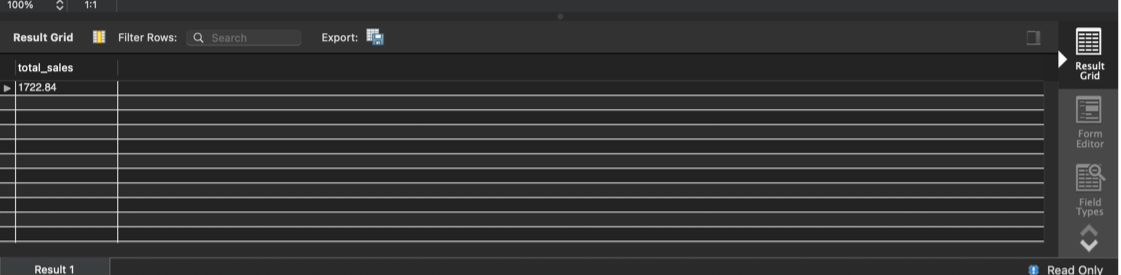 100% 1:1
Result Grid Filter Rows: Search Export:
total_sales
1722.84
Result
Grid
Form
Editor
Field
Types
Result 1 Read Only